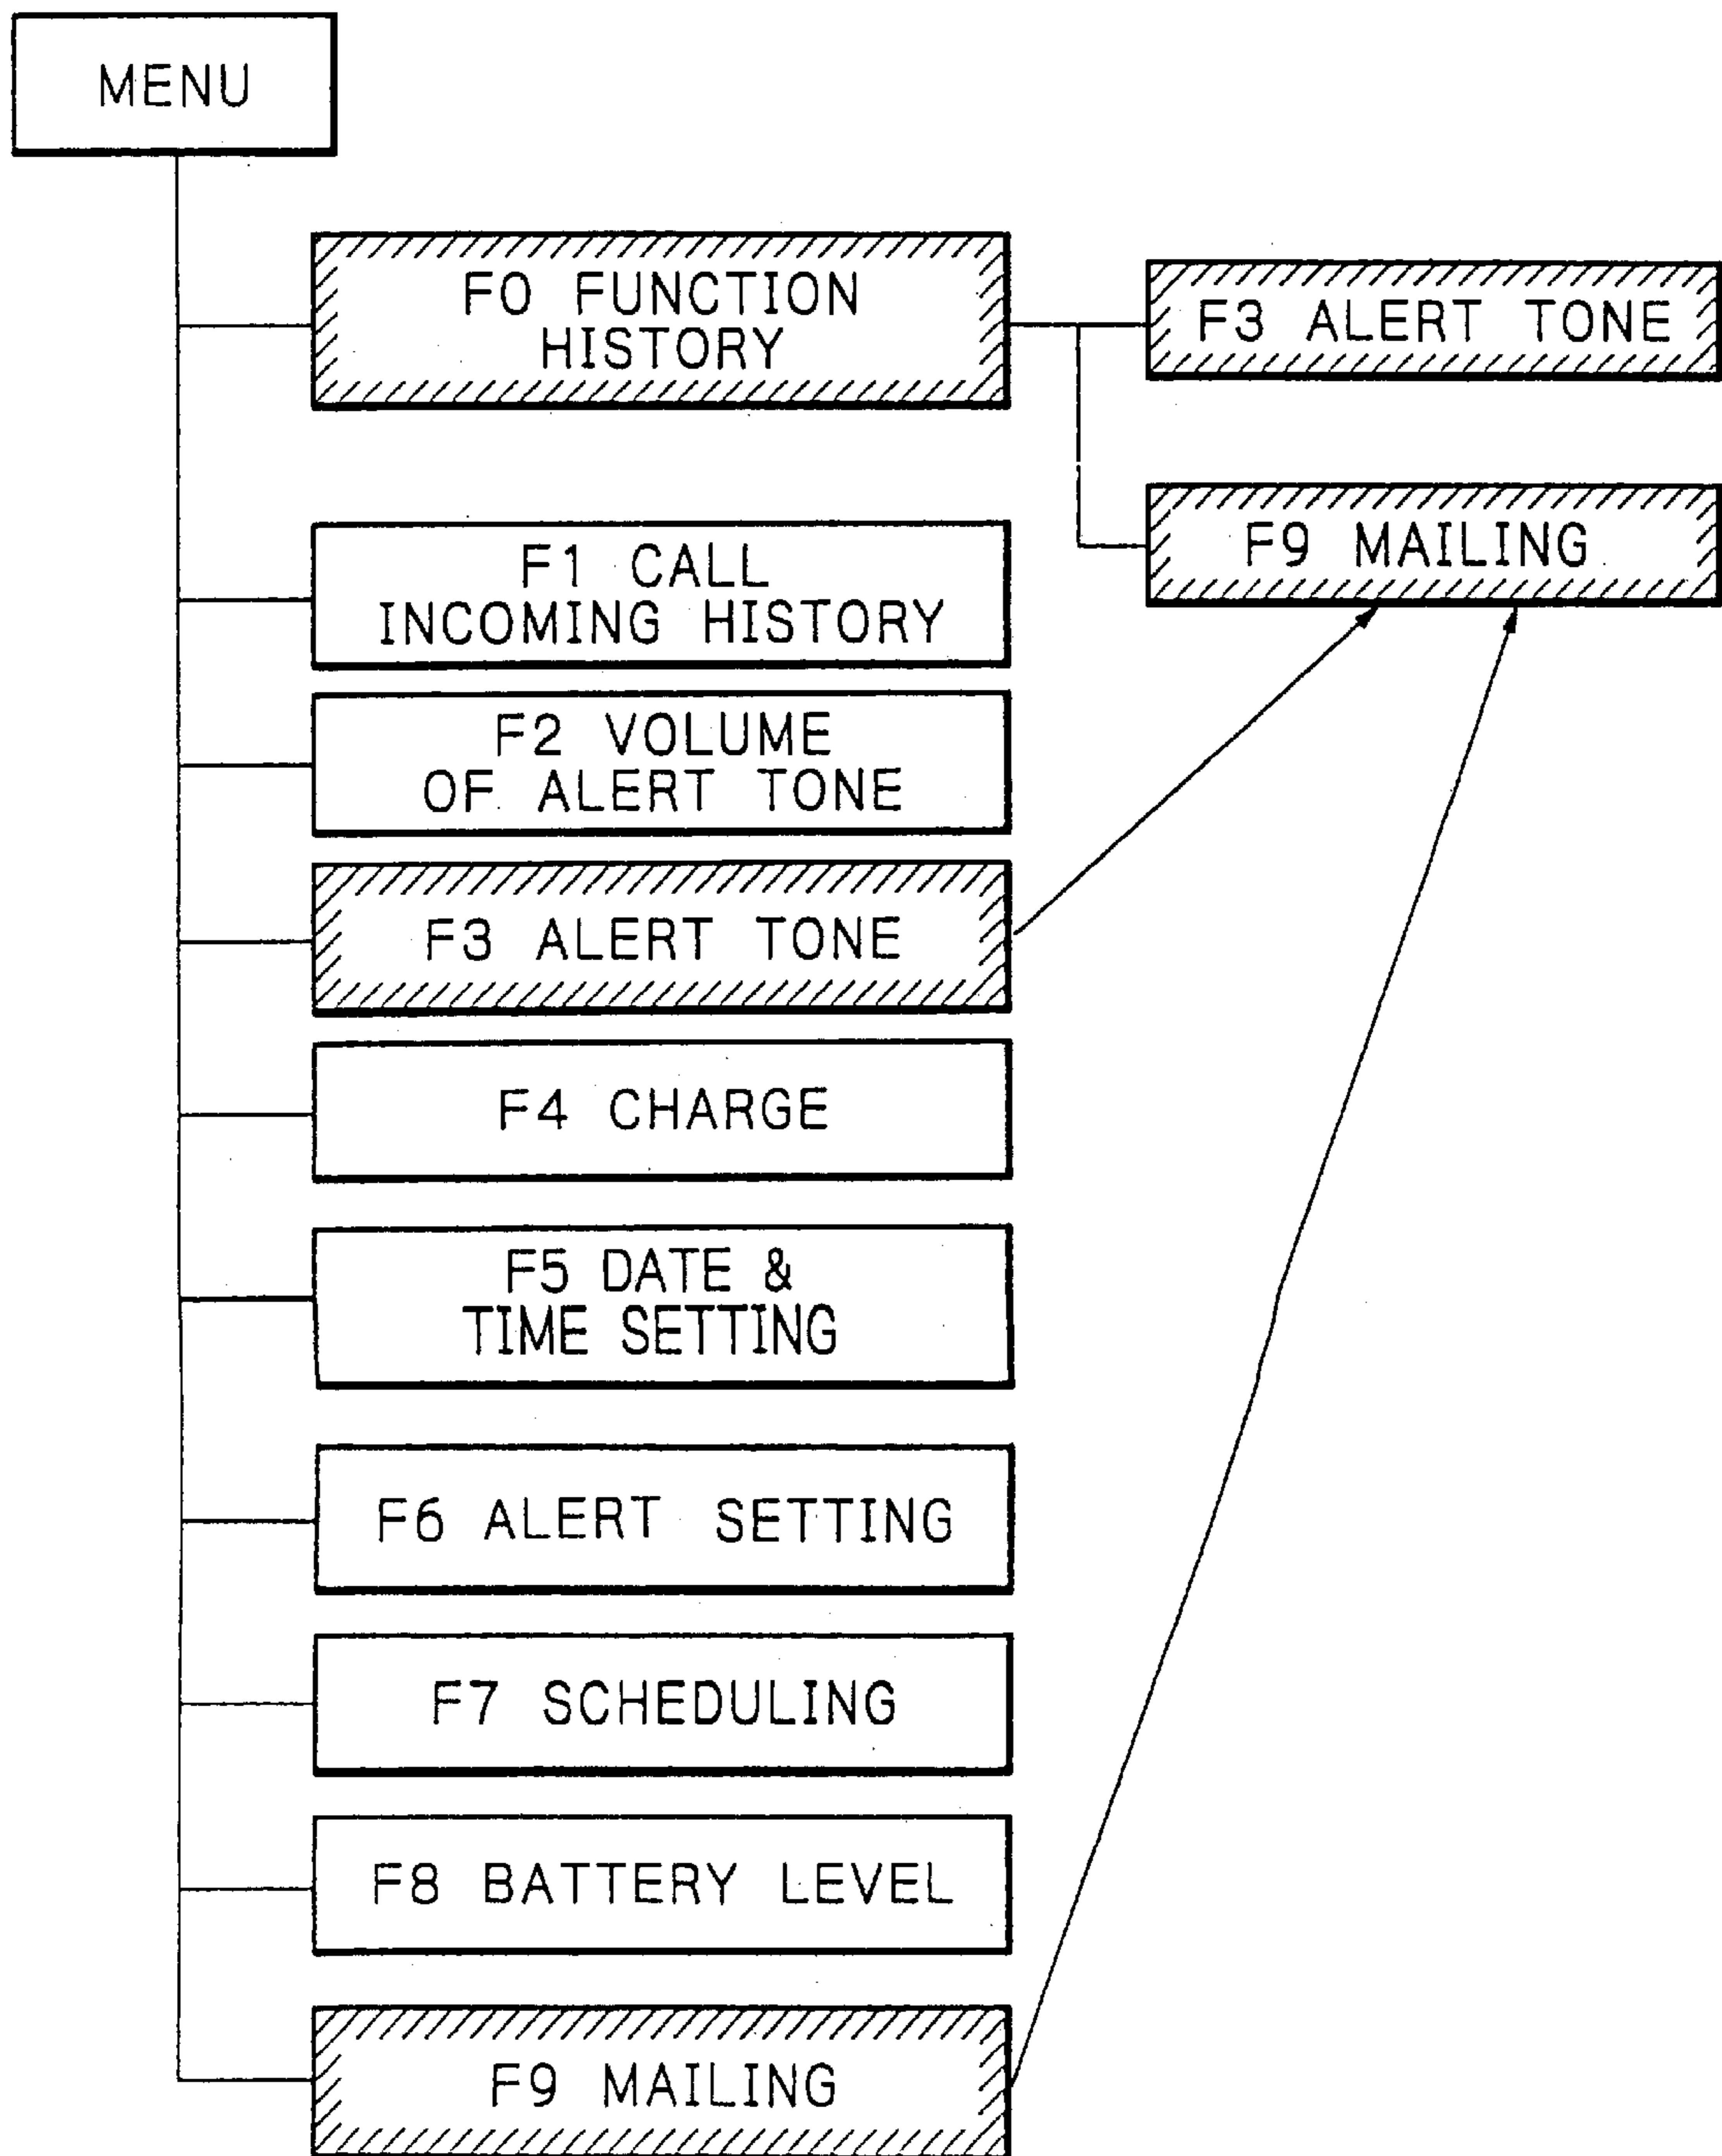 MENU
F0 FUNCTION
HISTORY
F3 ALERT TONE
F9 MAILING
F1 CALL
INCOMING HISTORY
F2 VOLUME
OF ALERT TONE
F3 ALERT TONE
F4 CHARGE
F5 DATE &
TIME SETTING
F6 ALERT SETTING
F7 SCHEDULING
F8 BATTERY LEVEL
F9 MAILING